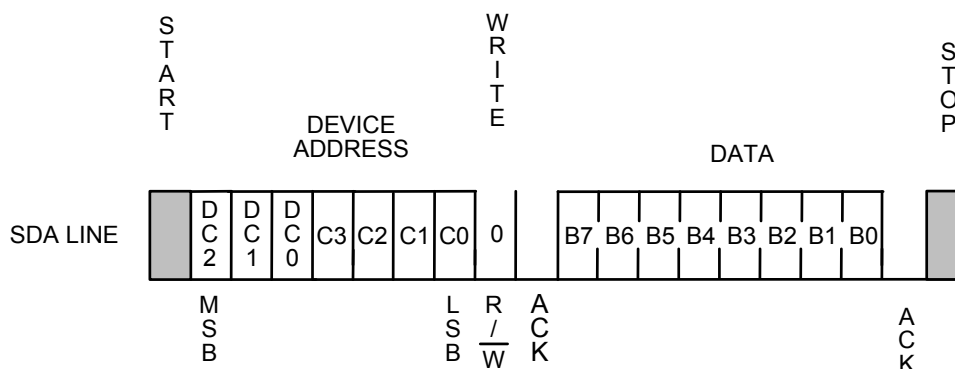 START
WRITE
STOP
DEVICE
ADDRESS
DATA
SDA LINE
DC2
DC1
DC0
C3
C2
C1
C0
0
B7
B6
B5
B4
B3
B2
B1
B0
MSB
LSB
R/W̅
ACK
ACK